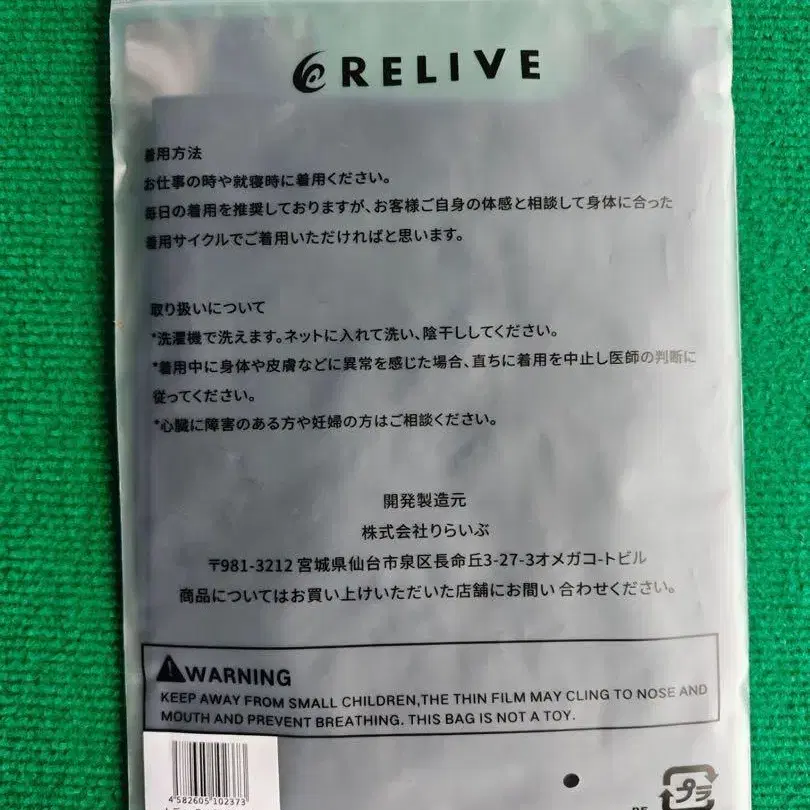 RELIVE
着用方法
お仕事の時や就寝時に着用ください。
毎日の着用を推奨しておりますが、お客様ご自身の体感と相談して身体に合った
着用サイクルでご着用いただければと思います。
取り扱いについて
*洗濯機で洗えます。ネットに入れて洗い、陰干ししてください。
*着用中に身体や皮膚などに異常を感じた場合、直ちに着用を中止し医師の判断に
従ってください。
*心臓に障害のある方や妊婦の方はご相談ください。
開発製造元
株式会社りらいぶ
〒981-3212 宮城県仙台市泉区長命丘3-27-3オメガコートビル
商品についてはお買い上げいただいた店舗にお問い合わせください。
WARNING
KEEP AWAY FROM SMALL CHILDREN,THE THIN FILM MAY CLING TO NOSE AND
MOUTH AND PREVENT BREATHING. THIS BAG IS NOT A TOY.
4582605102373
プラ